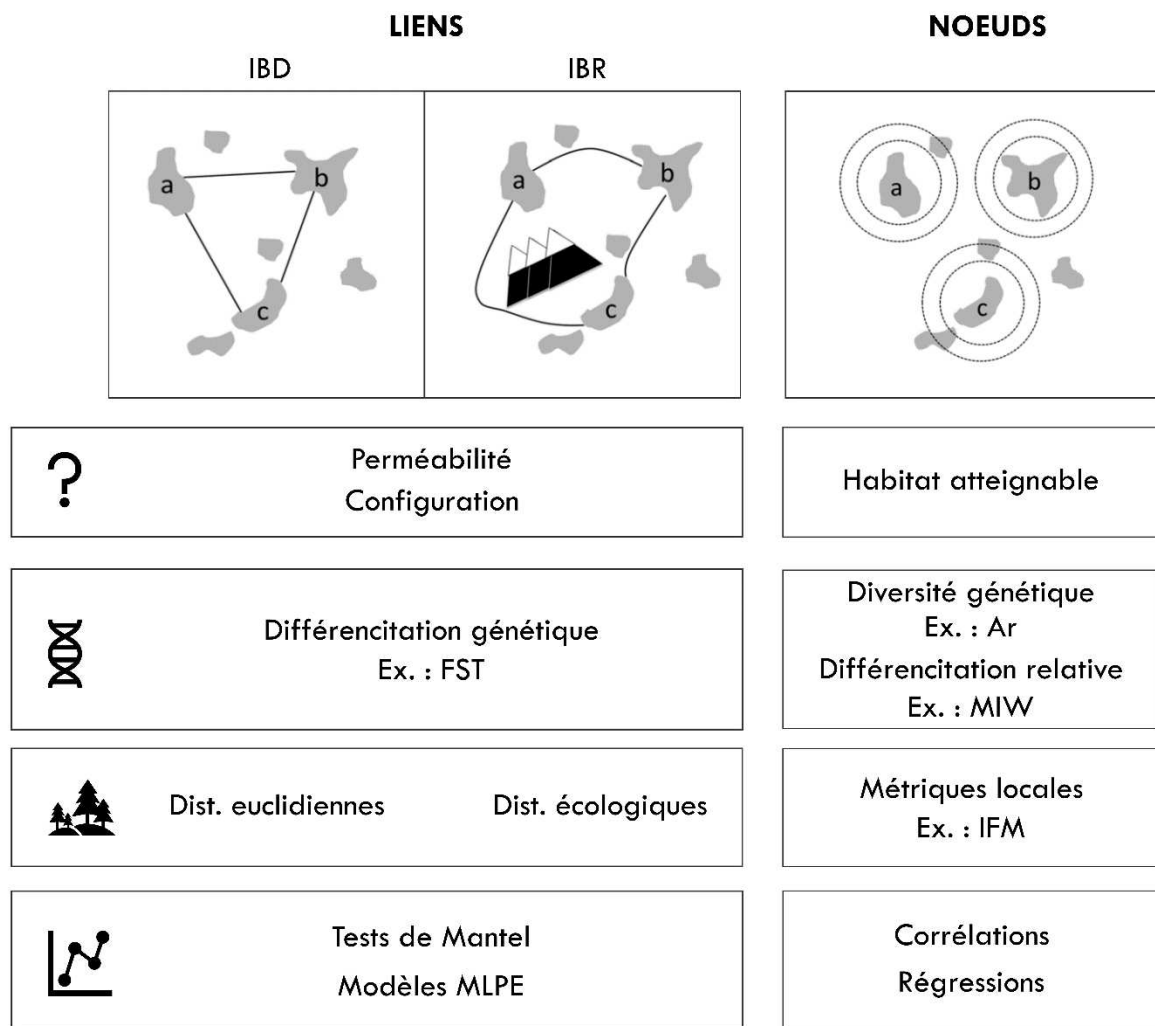 LIENS
NOEUDS
IBD
IBR
a
b
c
a
b
c
a
b
c
?
Perméabilité
Configuration
Habitat atteignable
Différencitation génétique
Ex. : FST
Diversité génétique
Ex. : Ar
Différencitation relative
Ex. : MIW
Dist. euclidiennes
Dist. écologiques
Métriques locales
Ex. : IFM
Tests de Mantel
Modèles MLPE
Corrélations
Régressions